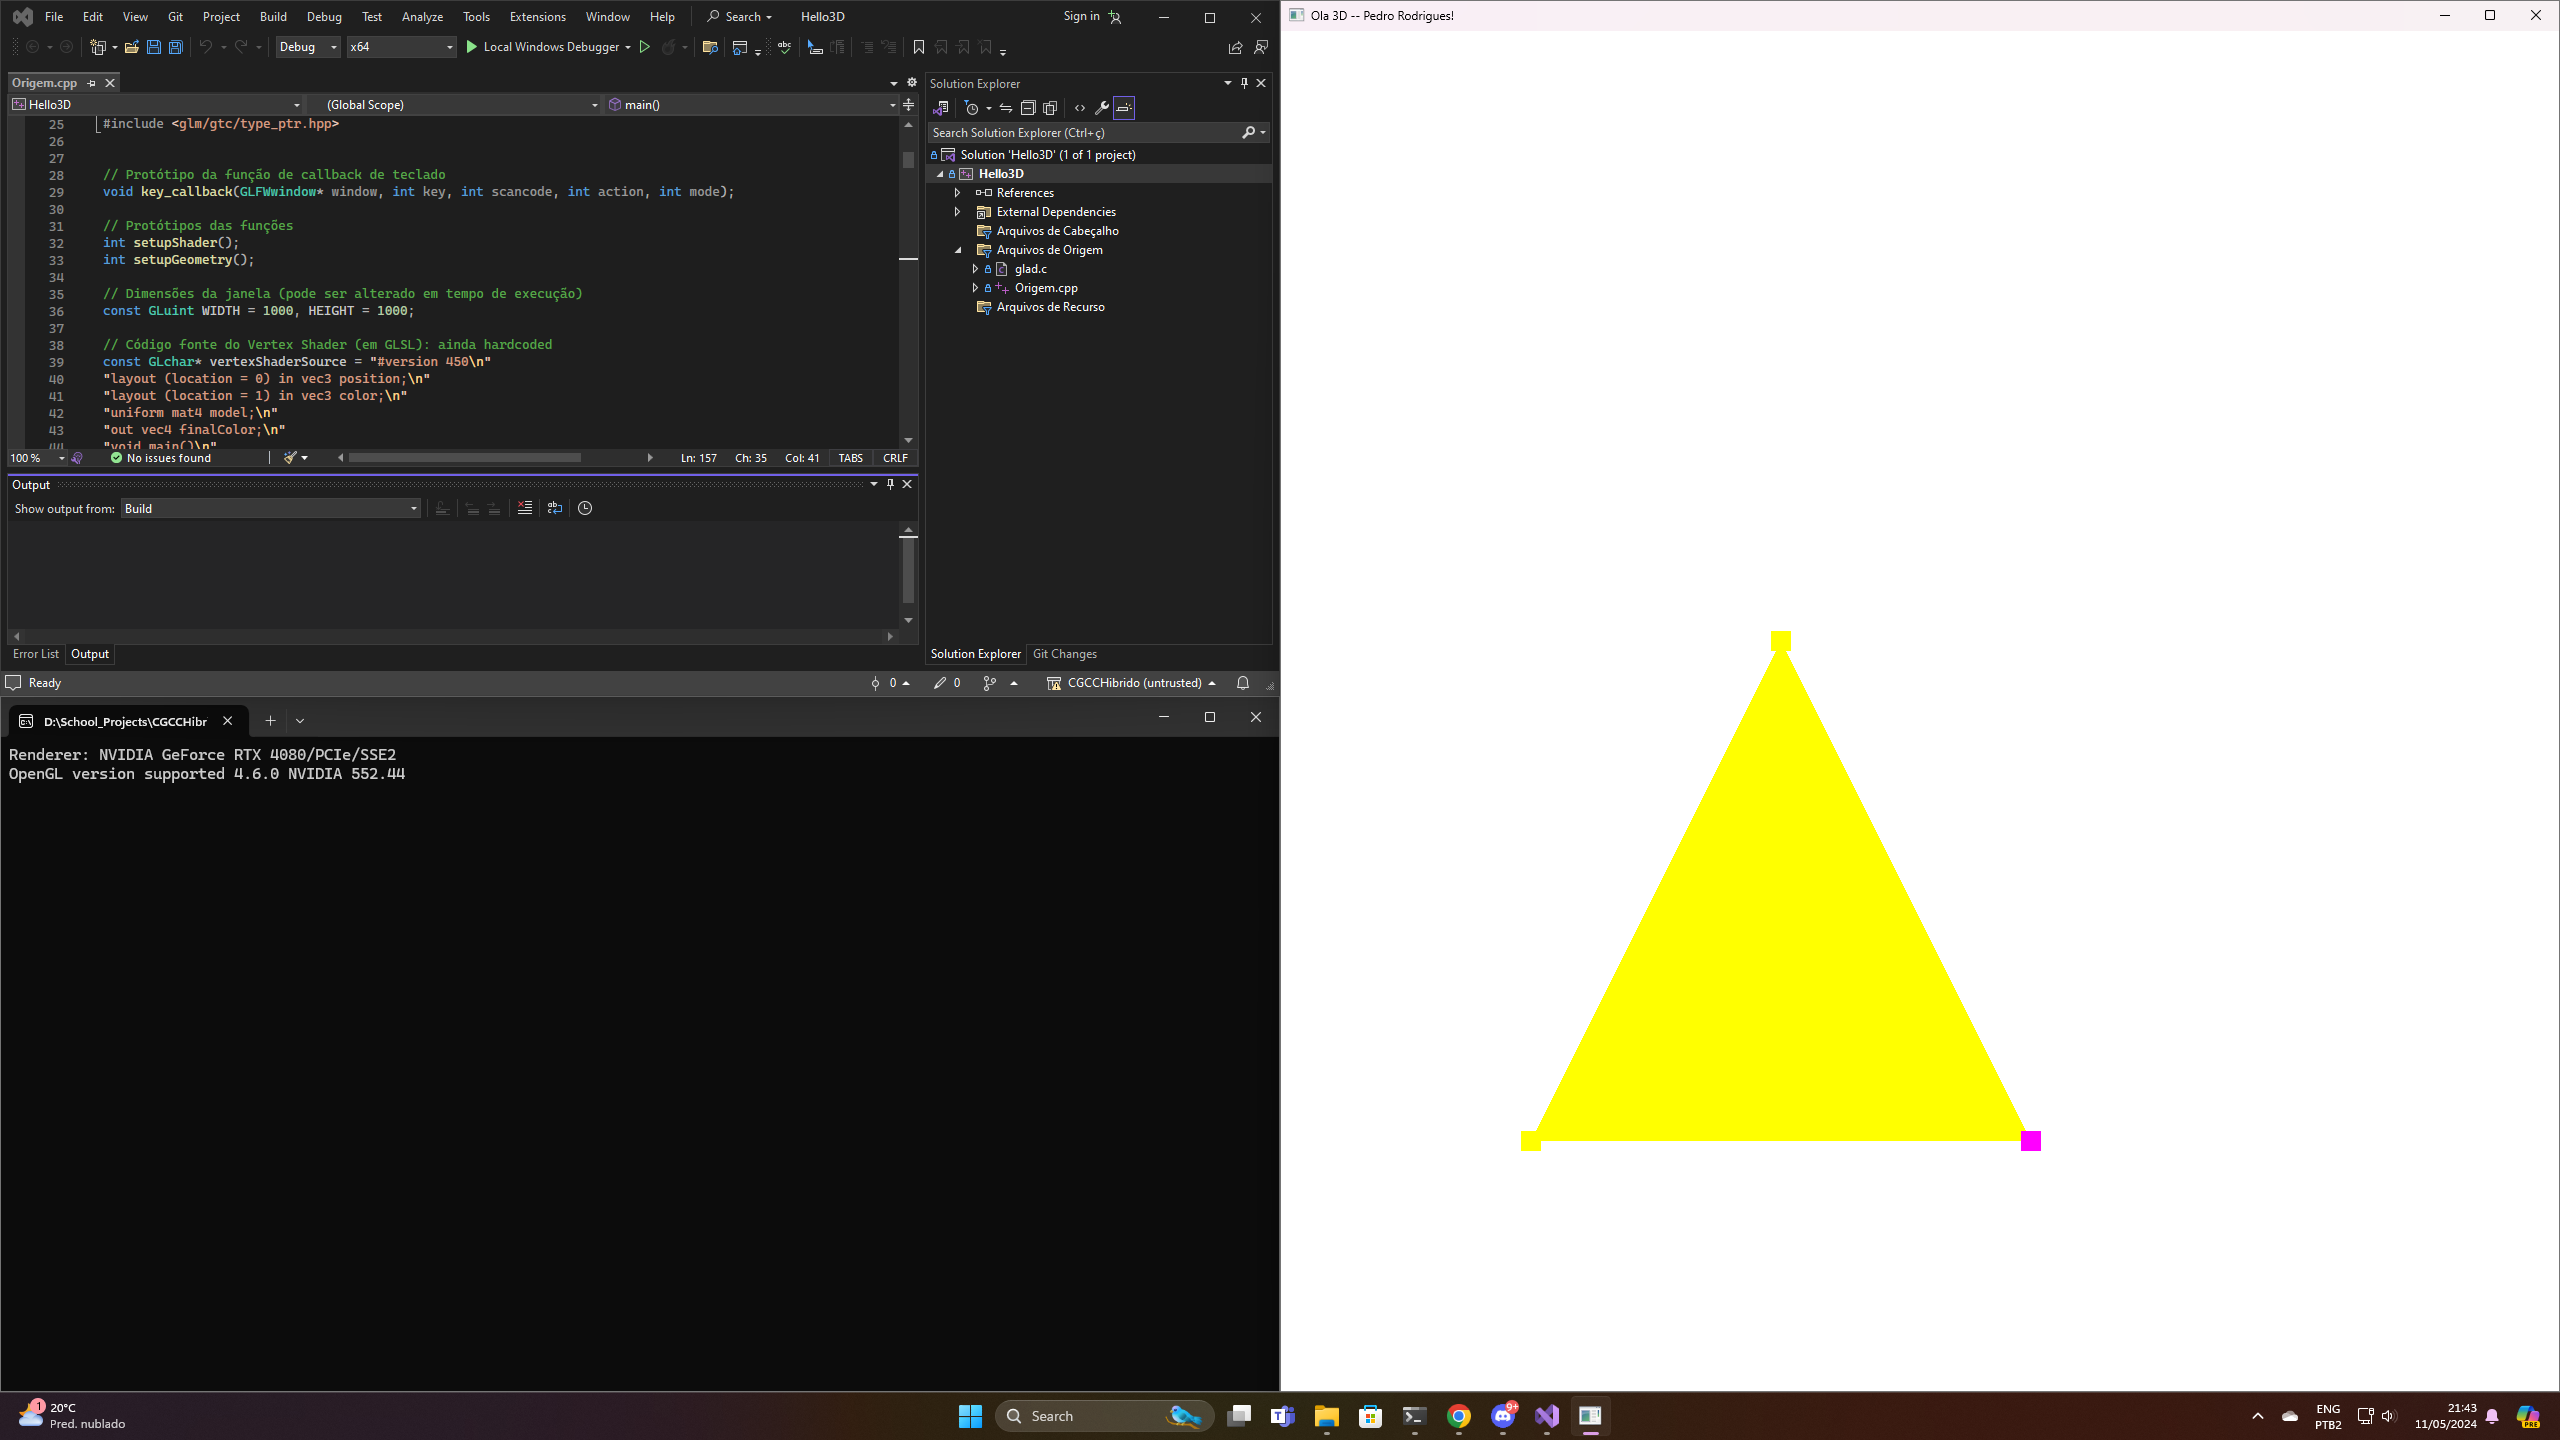 File Edit View Git Project Build Debug Test Analyze Tools Extensions Window Help Search Hello3D Sign in
Debug x64 Local Windows Debugger
Origem.cpp
Hello3D (Global Scope) main()
25 #include <glm/gtc/type_ptr.hpp>
26
27
28 // Protótipo da função de callback de teclado
29 void key_callback(GLFWwindow* window, int key, int scancode, int action, int mode);
30
31 // Protótipos das funções
32 int setupShader();
33 int setupGeometry();
34
35 // Dimensões da janela (pode ser alterado em tempo de execução)
36 const GLuint WIDTH = 1000, HEIGHT = 1000;
37
38 // Código fonte do Vertex Shader (em GLSL): ainda hardcoded
39 const GLchar* vertexShaderSource = "#version 450\n"
40 "layout (location = 0) in vec3 position;\n"
41 "layout (location = 1) in vec3 color;\n"
42 "uniform mat4 model;\n"
43 "out vec4 finalColor;\n"
44 "void main()\n"
100 % No issues found Ln: 157 Ch: 35 Col: 41 TABS CRLF
Output
Show output from: Build
Error List Output
Solution Explorer
Search Solution Explorer (Ctrl+ç)
Solution 'Hello3D' (1 of 1 project)
Hello3D
References
External Dependencies
Arquivos de Cabeçalho
Arquivos de Origem
glad.c
Origem.cpp
Arquivos de Recurso
Solution Explorer Git Changes
Ready 0 0 CGCCHibrido (untrusted)
D:\School_Projects\CGCCHibr
Renderer: NVIDIA GeForce RTX 4080/PCIe/SSE2
OpenGL version supported 4.6.0 NVIDIA 552.44
Ola 3D -- Pedro Rodrigues!
1
20°C
Pred. nublado
Search
9+
ENG
PTB2
21:43
11/05/2024
PRE